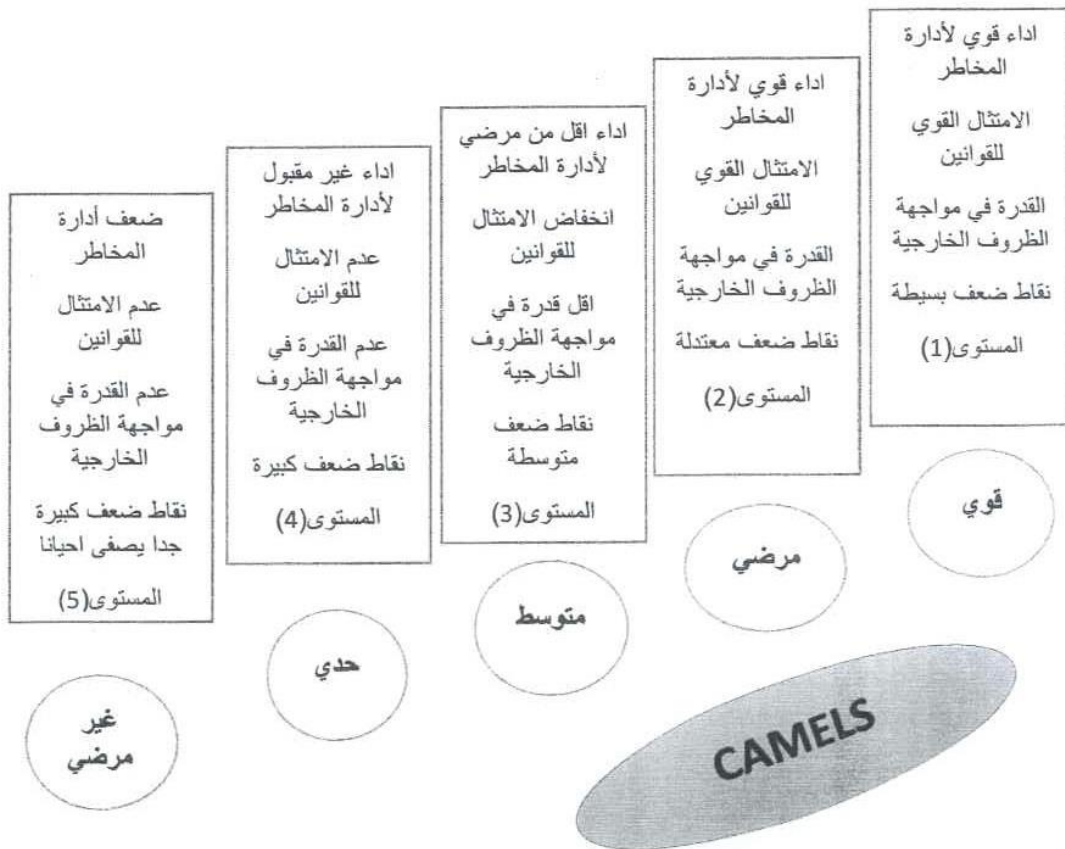 اداء قوي لأدارة
المخاطر
الامتثال القوي
للقوانين
القدرة في مواجهة
الظروف الخارجية
نقاط ضعف بسيطة
المستوى(1)
قوي
اداء قوي لأدارة
المخاطر
الامتثال القوي
للقوانين
القدرة في مواجهة
الظروف الخارجية
نقاط ضعف معتدلة
المستوى(2)
مرضي
اداء اقل من مرضي
لأدارة المخاطر
انخفاض الامتثال
للقوانين
اقل قدرة في
مواجهة الظروف
الخارجية
نقاط ضعف
متوسطة
المستوى(3)
متوسط
اداء غير مقبول
لأدارة المخاطر
عدم الامتثال
للقوانين
عدم القدرة في
مواجهة الظروف
الخارجية
نقاط ضعف كبيرة
المستوى(4)
حدي
ضعف أدارة
المخاطر
عدم الامتثال
للقوانين
عدم القدرة في
مواجهة الظروف
الخارجية
نقاط ضعف كبيرة
جدا يصفى احيانا
المستوى(5)
غير
مرضي
CAMELS